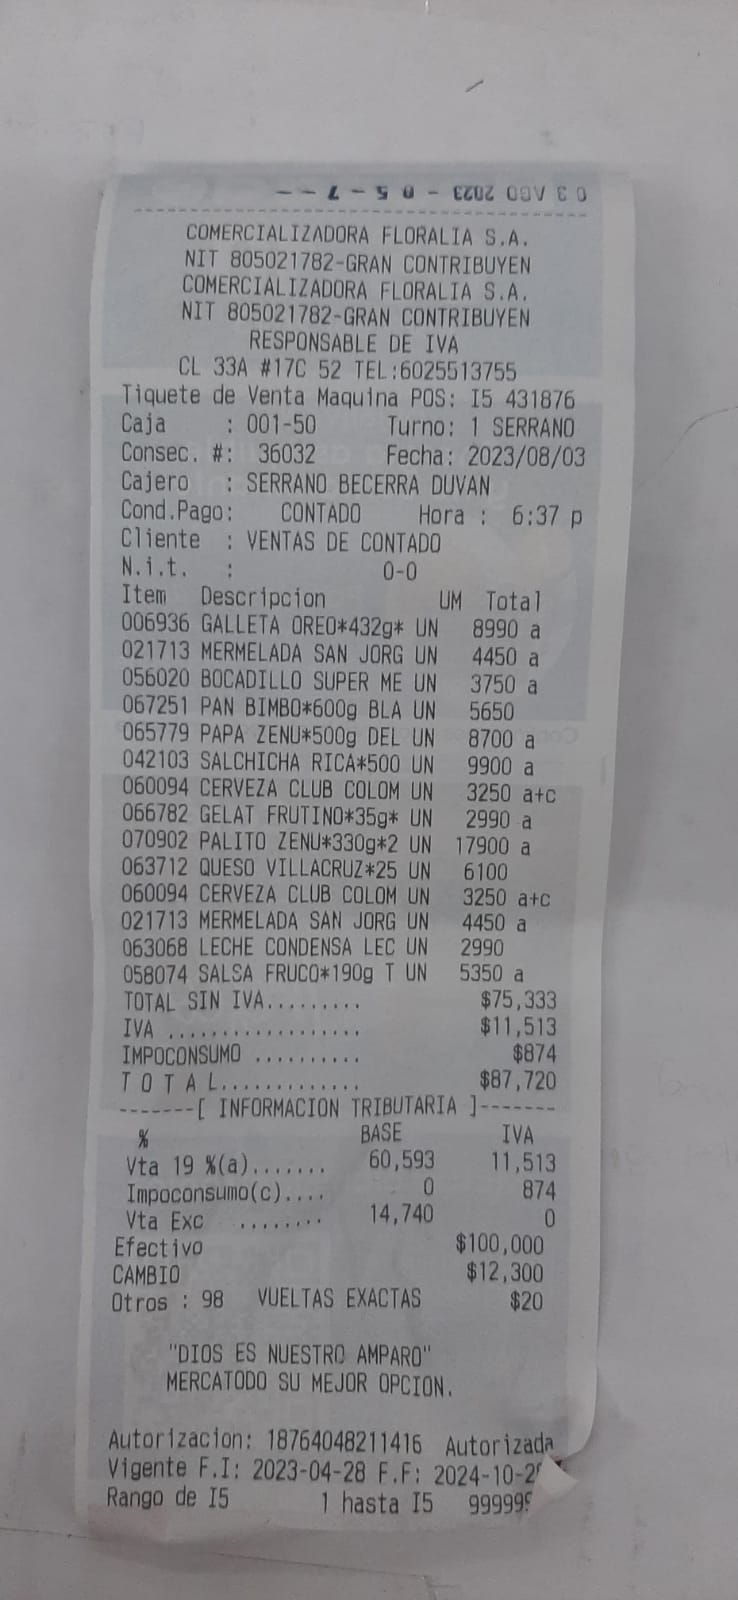 0 3 AGO 2023 - 0 5 - 7 - -
COMERCIALIZADORA FLORALIA S.A.
NIT 805021782-GRAN CONTRIBUYEN
COMERCIALIZADORA FLORALIA S.A.
NIT 805021782-GRAN CONTRIBUYEN
RESPONSABLE DE IVA
CL 33A #17C 52 TEL:6025513755
Tiquete de Venta Maquina POS: I5 431876
Caja : 001-50 Turno: 1 SERRANO
Consec. #: 36032 Fecha: 2023/08/03
Cajero : SERRANO BECERRA DUVAN
Cond.Pago: CONTADO Hora : 6:37 p
Cliente : VENTAS DE CONTADO
N.i.t. : 0-0
Item Descripcion UM Total
006936 GALLETA OREO*432g* UN 8990 a
021713 MERMELADA SAN JORG UN 4450 a
056020 BOCADILLO SUPER ME UN 3750 a
067251 PAN BIMBO*600g BLA UN 5650
065779 PAPA ZENU*500g DEL UN 8700 a
042103 SALCHICHA RICA*500 UN 9900 a
060094 CERVEZA CLUB COLOM UN 3250 a+c
066782 GELAT FRUTINO*35g* UN 2990 a
070902 PALITO ZENU*330g*2 UN 17900 a
063712 QUESO VILLACRUZ*25 UN 6100
060094 CERVEZA CLUB COLOM UN 3250 a+c
021713 MERMELADA SAN JORG UN 4450 a
063068 LECHE CONDENSA LEC UN 2990
058074 SALSA FRUCO*190g T UN 5350 a
TOTAL SIN IVA......... $75,333
IVA .................. $11,513
IMPOCONSUMO .......... $874
T O T A L............. $87,720
-------[ INFORMACION TRIBUTARIA ]-------
% BASE IVA
Vta 19 %(a)....... 60,593 11,513
Impoconsumo(c).... 0 874
Vta Exc ........ 14,740 0
Efectivo $100,000
CAMBIO $12,300
Otros : 98 VUELTAS EXACTAS $20
"DIOS ES NUESTRO AMPARO"
MERCATODO SU MEJOR OPCION.
Autorizacion: 18764048211416 Autorizada
Vigente F.I: 2023-04-28 F.F: 2024-10-2
Rango de I5 1 hasta I5 999999